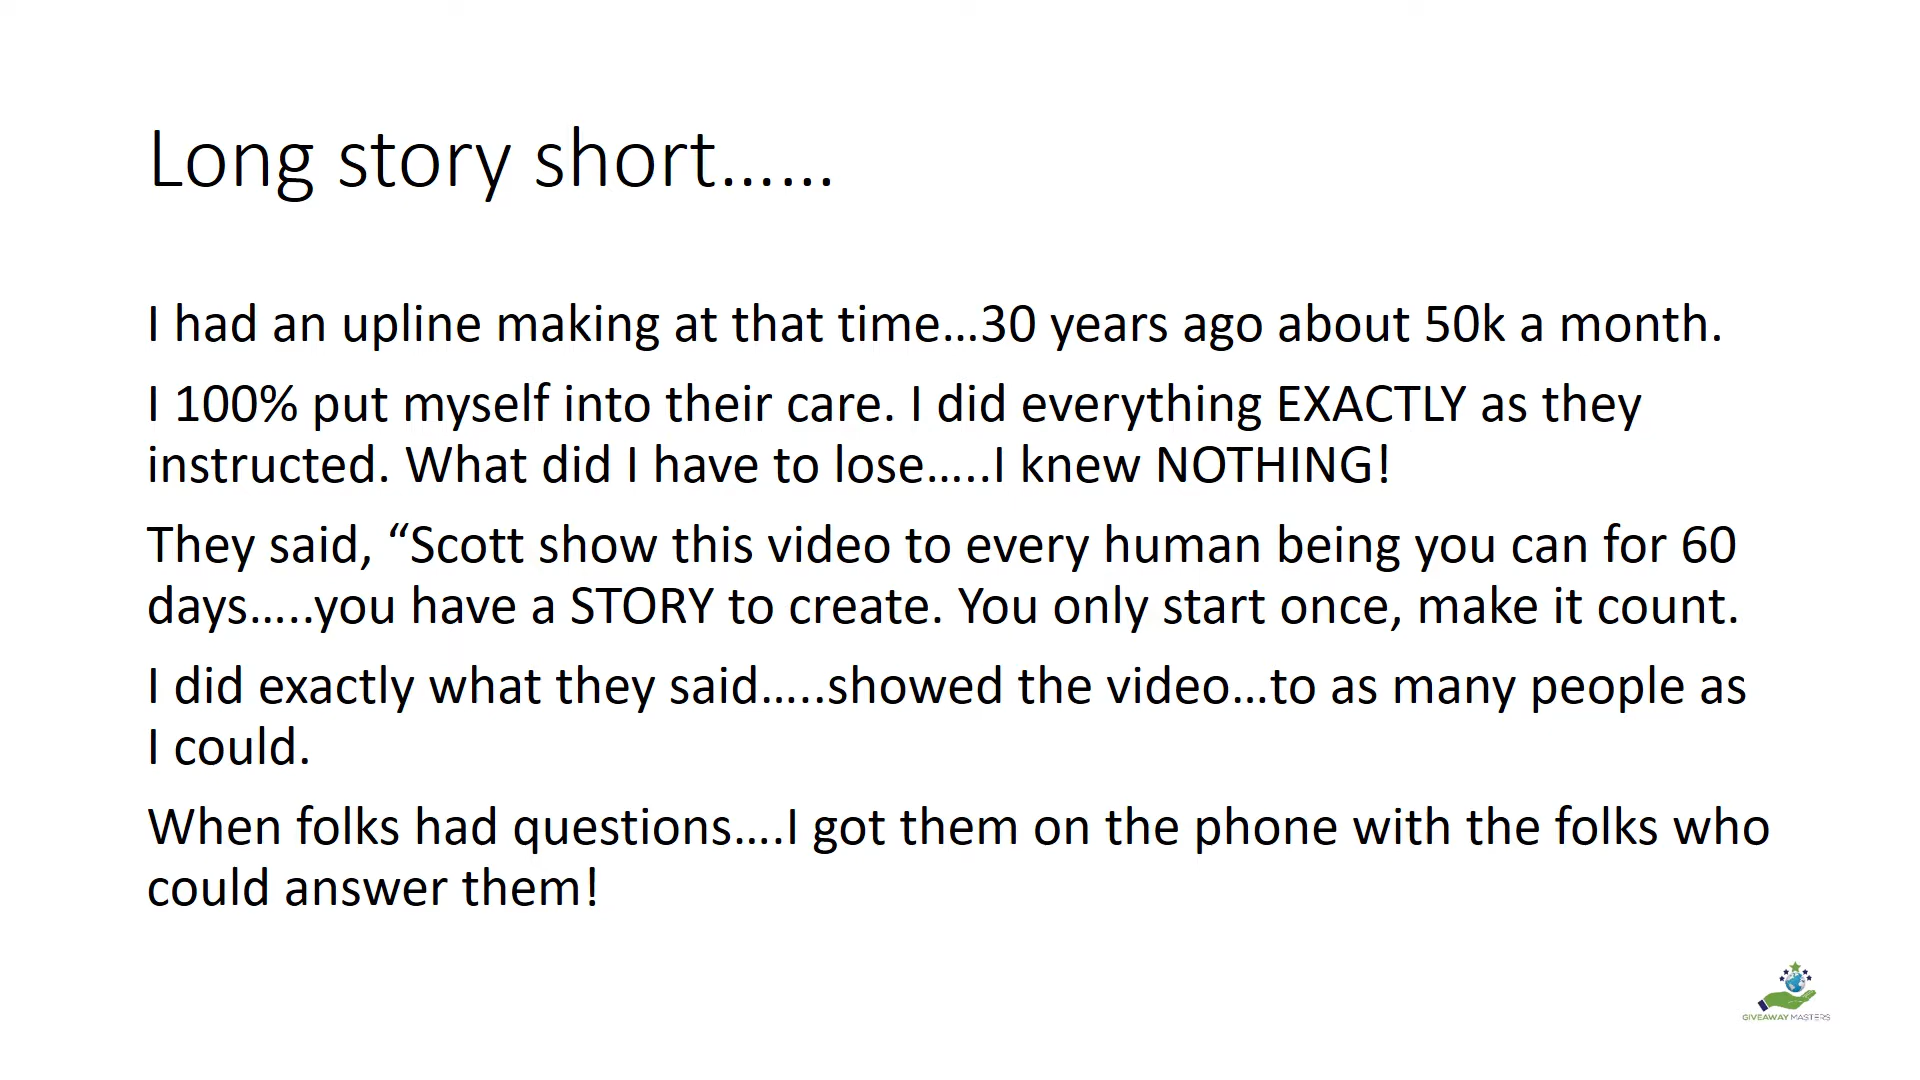 Long story short……
I had an upline making at that time…30 years ago about 50k a month.
I 100% put myself into their care. I did everything EXACTLY as they
instructed. What did I have to lose…..I knew NOTHING!
They said, “Scott show this video to every human being you can for 60
days…..you have a STORY to create. You only start once, make it count.
I did exactly what they said…..showed the video…to as many people as
I could.
When folks had questions….I got them on the phone with the folks who
could answer them!
GIVEAWAY MASTERS